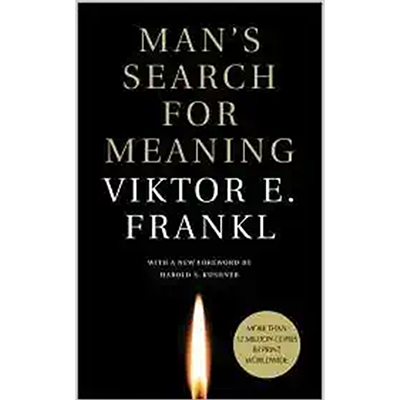 MAN'S
SEARCH
FOR
MEANING
VIKTOR E.
FRANKL
WITH A NEW FOREWORD BY
HAROLD S. KUSHNER
MORE THAN
12 MILLION COPIES
IN PRINT
WORLDWIDE